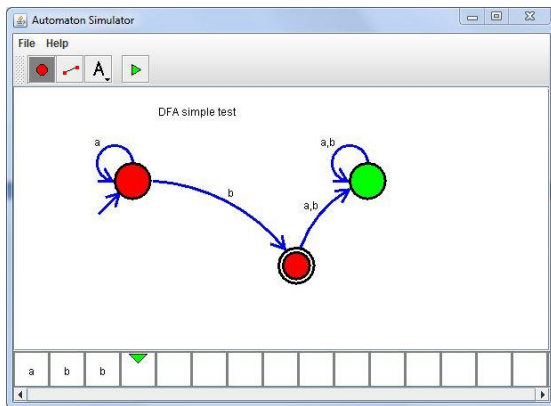 Automaton Simulator
File Help
A
DFA simple test
a
a,b
b
a,b
a b b